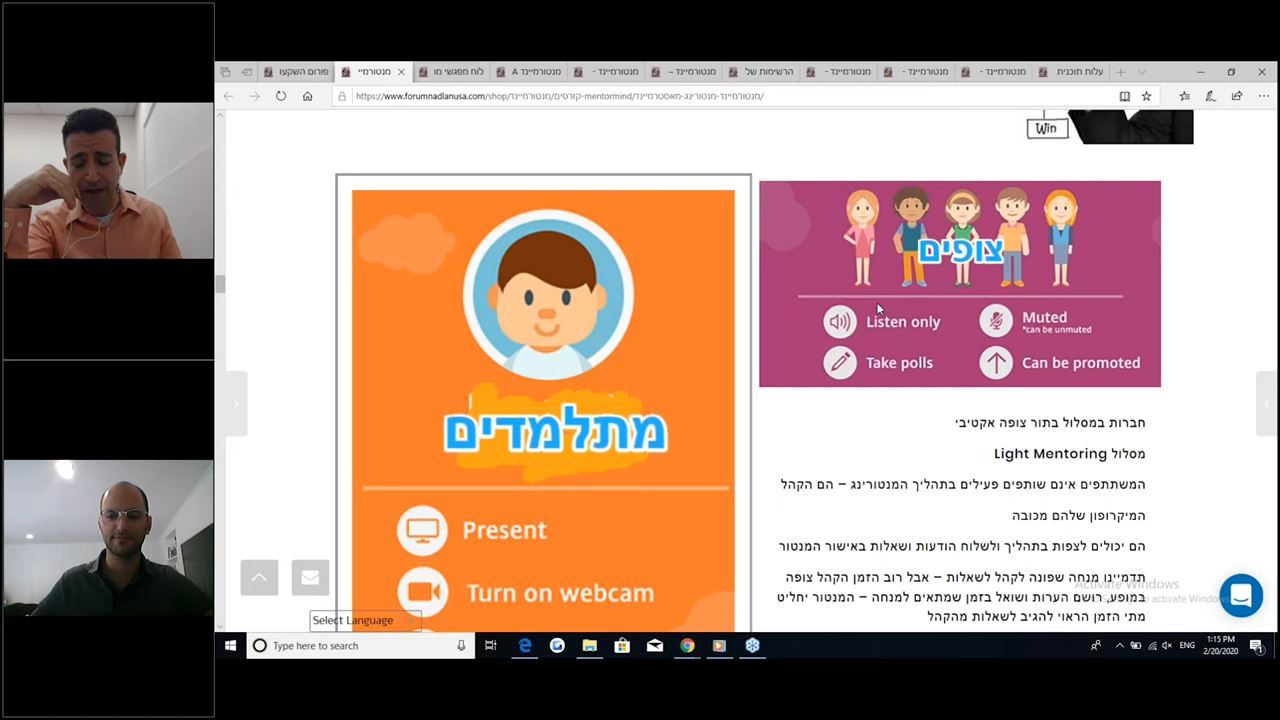 פורום השקעו
מנטורמיי
לוח מפגשי מו
מנטורמיינד A
מנטורמיינד -
מנטורמיינד –
הרשימות של
מנטורמיינד -
מנטורמיינד -
מנטורמיינד -
עלות תוכנית
https://www.forumnadlanusa.com/shop/קורסים/מנטורמיינד-mentormind/מנטורמיינד-מנטורינג-מאסטרמיינד/
Win
צופים
Listen only
Muted
*can be unmuted
Take polls
Can be promoted
מתלמדים
Present
Turn on webcam
חברות במסלול בתור צופה אקטיבי
מסלול Light Mentoring
המשתתפים אינם שותפים פעילים בתהליך המנטורינג – הם הקהל
המיקרופון שלהם מכובה
הם יכולים לצפות בתהליך ולשלוח הודעות ושאלות באישור המנטור
תדמיינו מנחה שפונה לקהל לשאלות – אבל רוב הזמן הקהל צופה
במופע, רושם הערות ושואל בזמן שמתאים למנחה – המנטור יחליט
מתי הזמן הראוי להגיב לשאלות מהקהל
Activate Windows
to activate Windows
Select Language
Type here to search
ENG
1:15 PM
2/20/2020